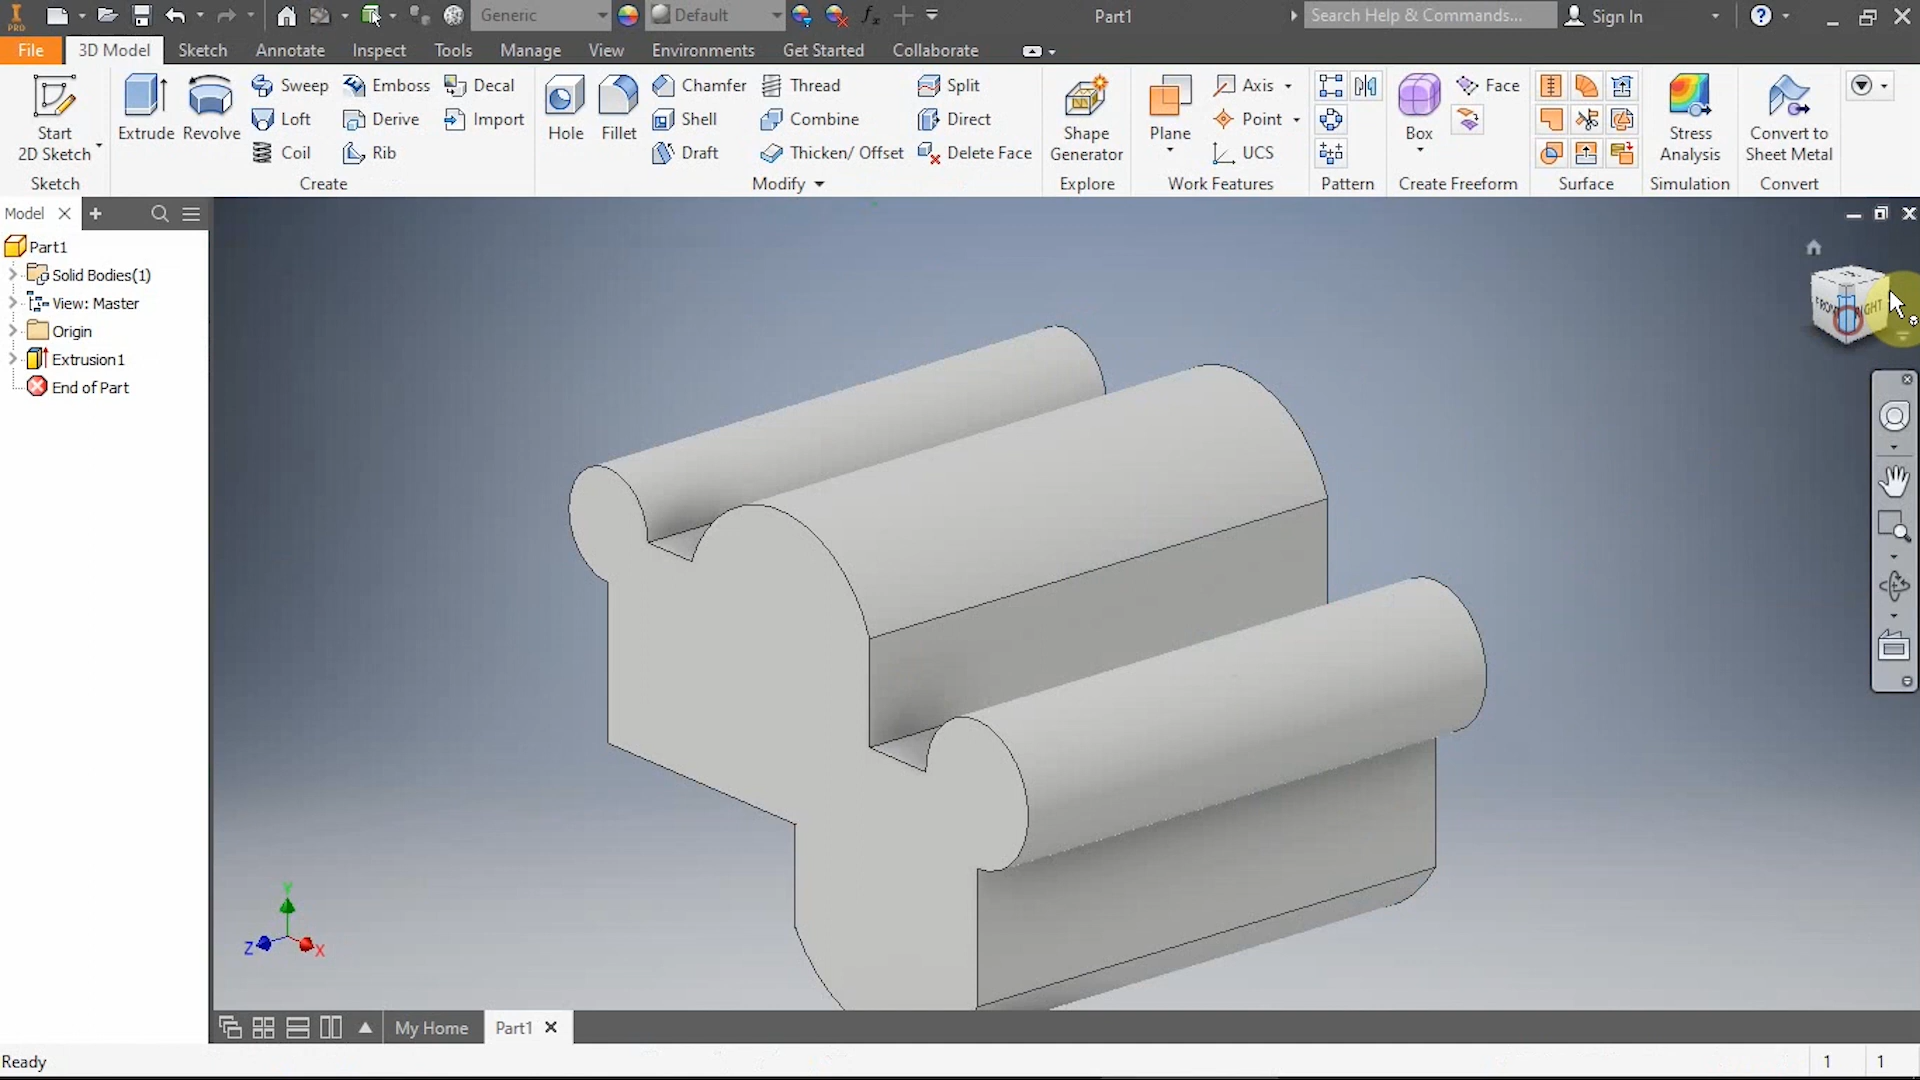 PRO Generic Default fx Part1 Search Help & Commands... Sign In
File 3D Model Sketch Annotate Inspect Tools Manage View Environments Get Started Collaborate
Start 2D Sketch
Extrude Revolve
Sweep Emboss Decal
Loft Derive Import
Coil Rib
Hole Fillet
Chamfer Thread Split
Shell Combine Direct
Draft Thicken/ Offset Delete Face
Shape Generator
Plane
Axis
Point
UCS
Box
Face
Stress Analysis
Convert to Sheet Metal
Sketch Create Modify Explore Work Features Pattern Create Freeform Surface Simulation Convert
Model
Part1
Solid Bodies(1)
View: Master
Origin
Extrusion1
End of Part
FRONT RIGHT
Y
Z X
My Home Part1
Ready 1 1